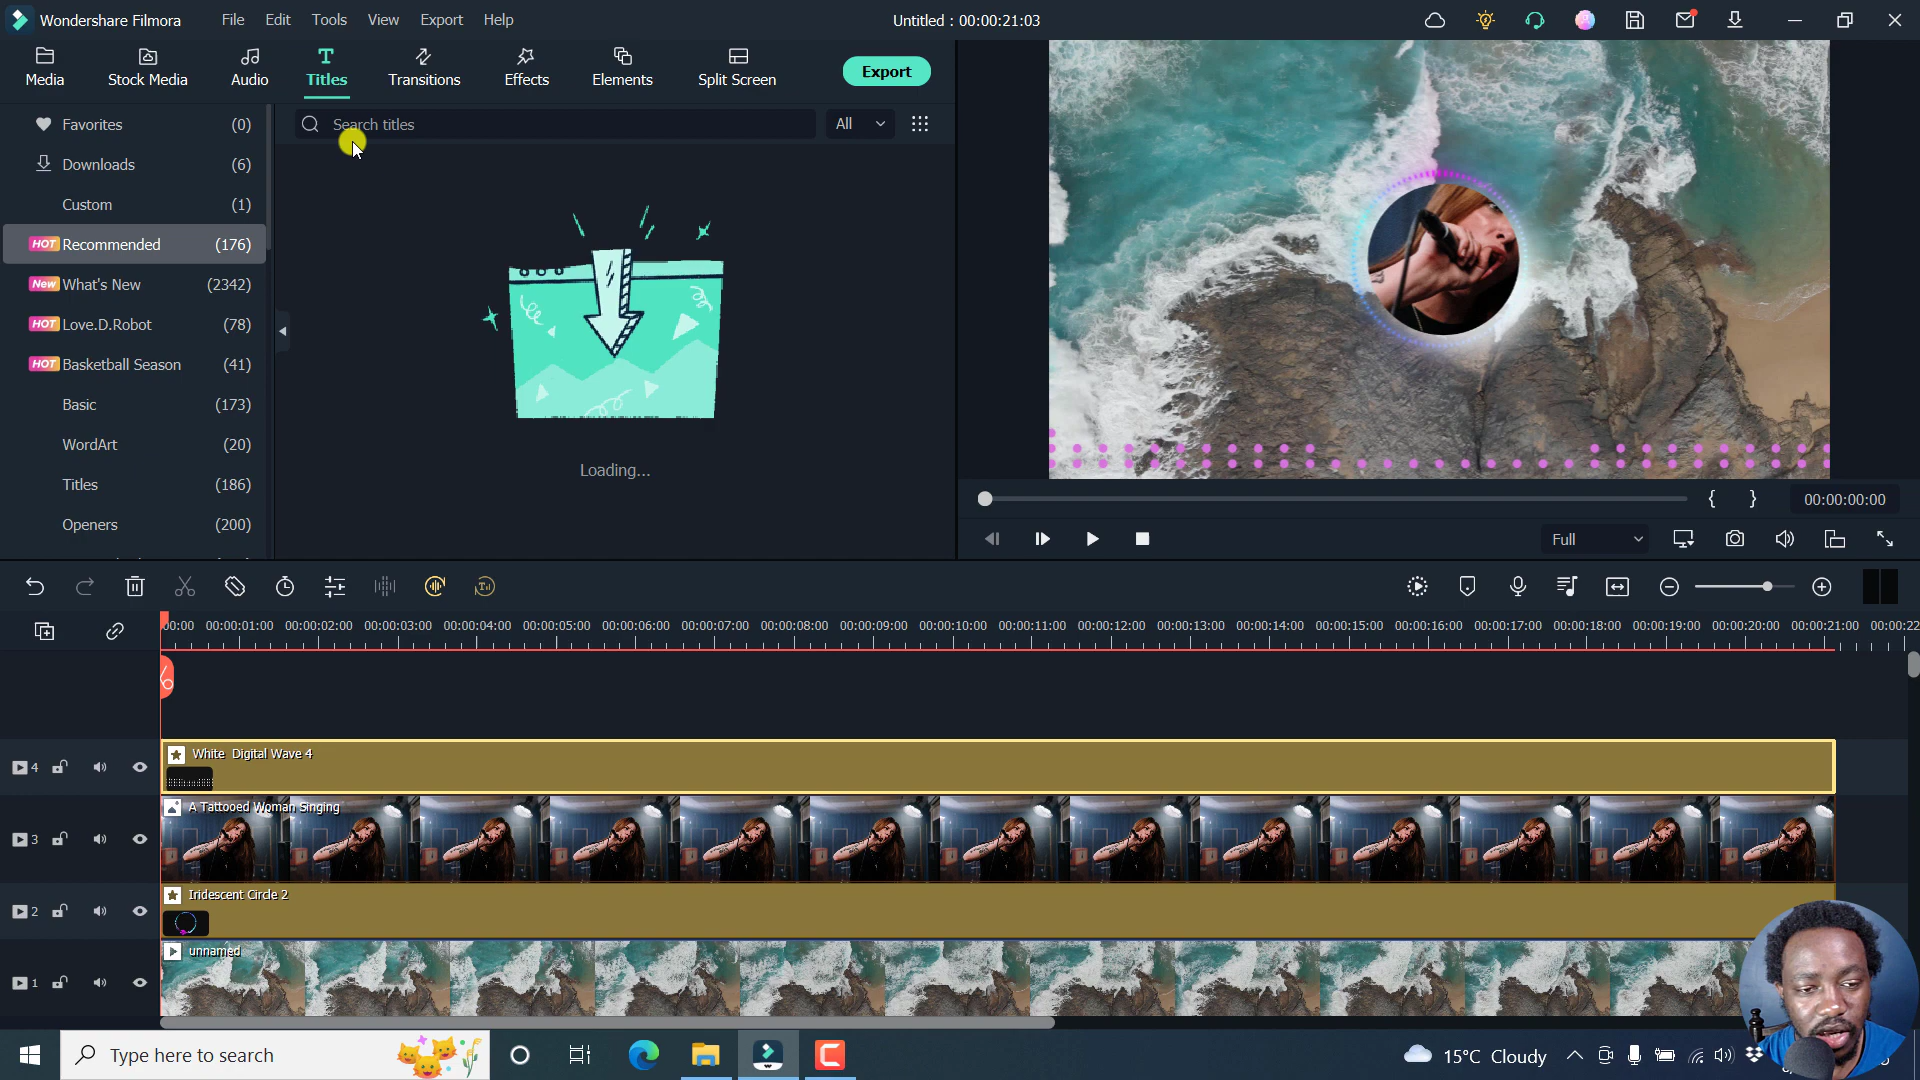 Wondershare Filmora File Edit Tools View Export Help Untitled : 00:00:21:03
Media Stock Media Audio Titles Transitions Effects Elements Split Screen Export
Favorites (0)
Search titles All
Downloads (6)
Custom (1)
HOT Recommended (176)
New What's New (2342)
HOT Love.D.Robot (78)
HOT Basketball Season (41)
Basic (173)
WordArt (20)
Titles (186)
Openers (200)
Loading...
{ } 00:00:00:00
Full
00:00 00:00:01:00 00:00:02:00 00:00:03:00 00:00:04:00 00:00:05:00 00:00:06:00 00:00:07:00 00:00:08:00 00:00:09:00 00:00:10:00 00:00:11:00 00:00:12:00 00:00:13:00 00:00:14:00 00:00:15:00 00:00:16:00 00:00:17:00 00:00:18:00 00:00:19:00 00:00:20:00 00:00:21:00 00:00:22
White Digital Wave 4
4
A Tattooed Woman Singing
3
Iridescent Circle 2
2
unnamed
1
Type here to search 15°C Cloudy